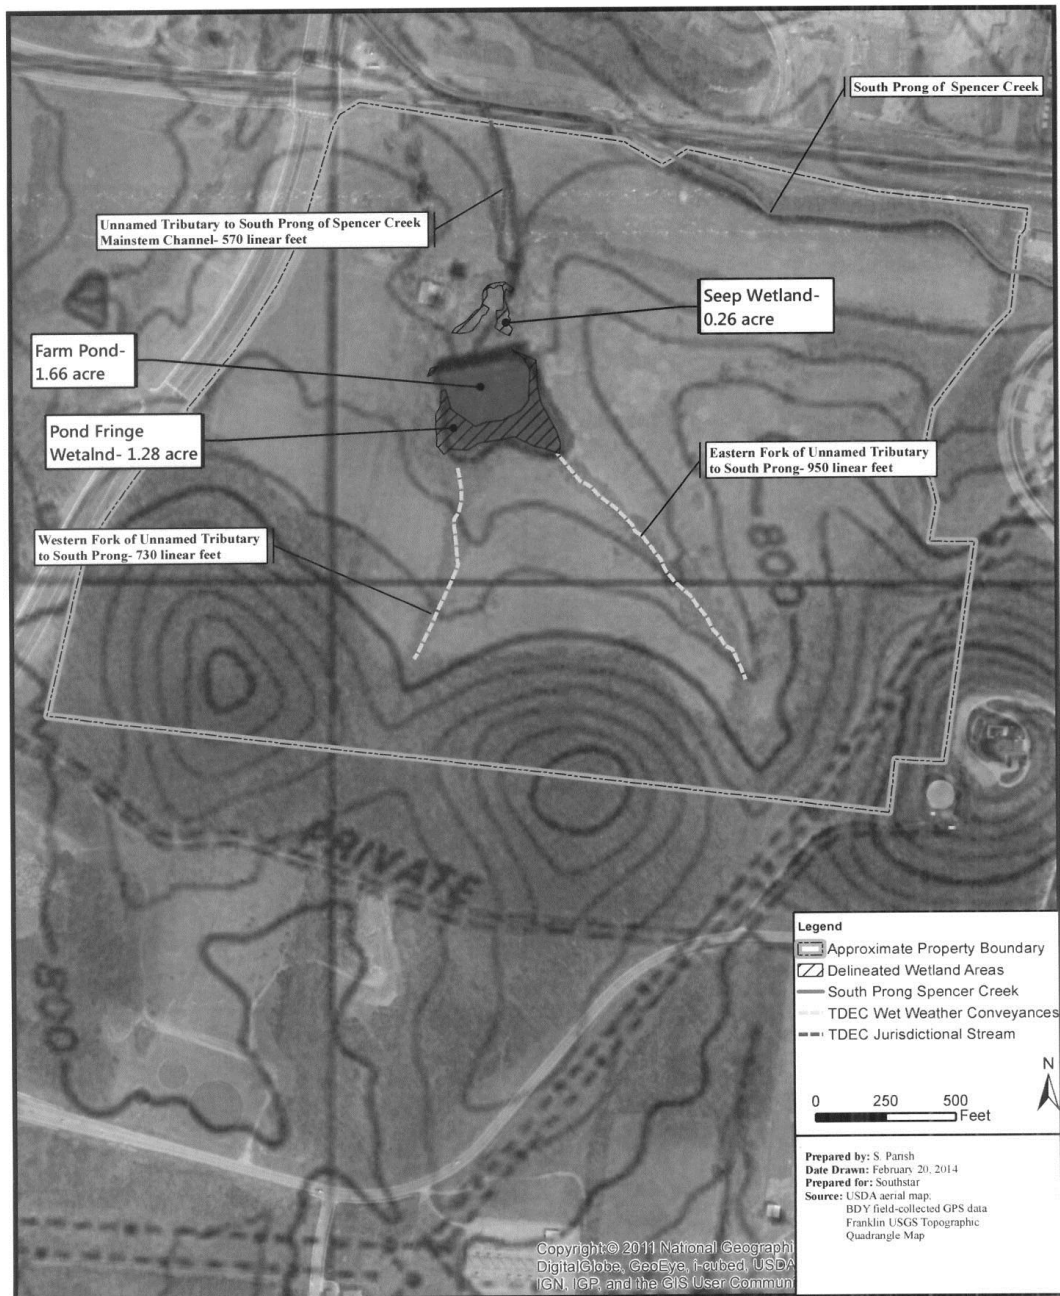 South Prong of Spencer Creek
Unnamed Tributary to South Prong of Spencer Creek
Mainstem Channel- 570 linear feet
Seep Wetland-
0.26 acre
Farm Pond-
1.66 acre
Pond Fringe
Wetalnd- 1.28 acre
Eastern Fork of Unnamed Tributary
to South Prong- 950 linear feet
Western Fork of Unnamed Tributary
to South Prong- 730 linear feet
800
PRIVATE
800
Legend
Approximate Property Boundary
Delineated Wetland Areas
South Prong Spencer Creek
TDEC Wet Weather Conveyances
TDEC Jurisdictional Stream
N
0 250 500
Feet
Prepared by: S. Parish
Date Drawn: February 20, 2014
Prepared for: Southstar
Source: USDA aerial map;
BDY field-collected GPS data
Franklin USGS Topographic
Quadrangle Map
Copyright:© 2011 National Geographi
DigitalGlobe, GeoEye, i-cubed, USDA
IGN, IGP, and the GIS User Commun